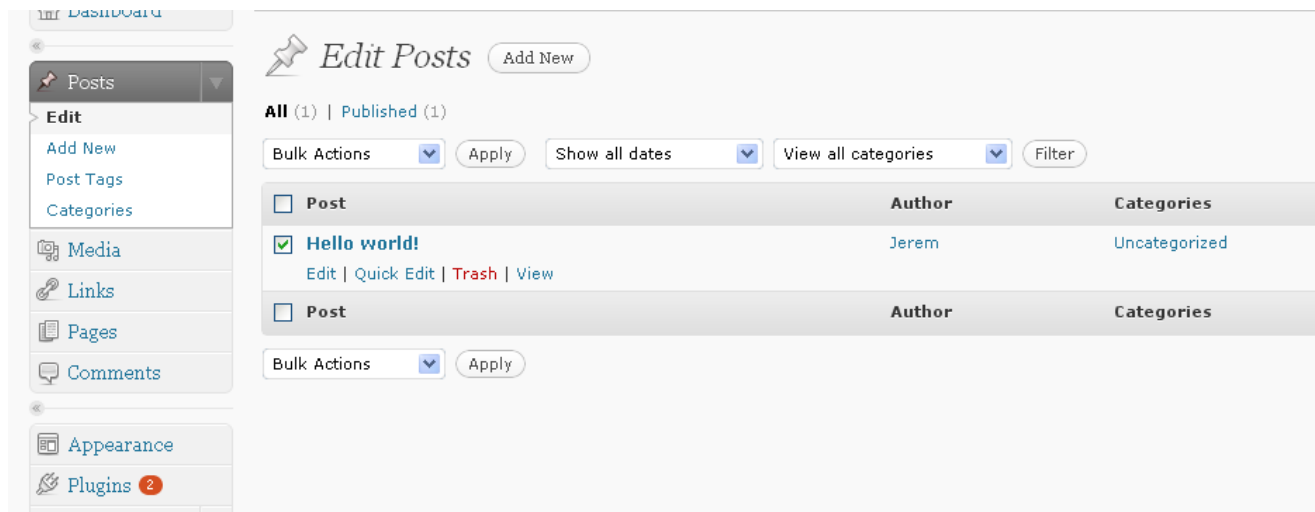 Dashboard
Posts
Edit
Add New
Post Tags
Categories
Media
Links
Pages
Comments
Appearance
Plugins 2
Edit Posts Add New
All (1) | Published (1)
Bulk Actions Apply Show all dates View all categories Filter
Post Author Categories
Hello world! Jerem Uncategorized
Edit | Quick Edit | Trash | View
Post Author Categories
Bulk Actions Apply